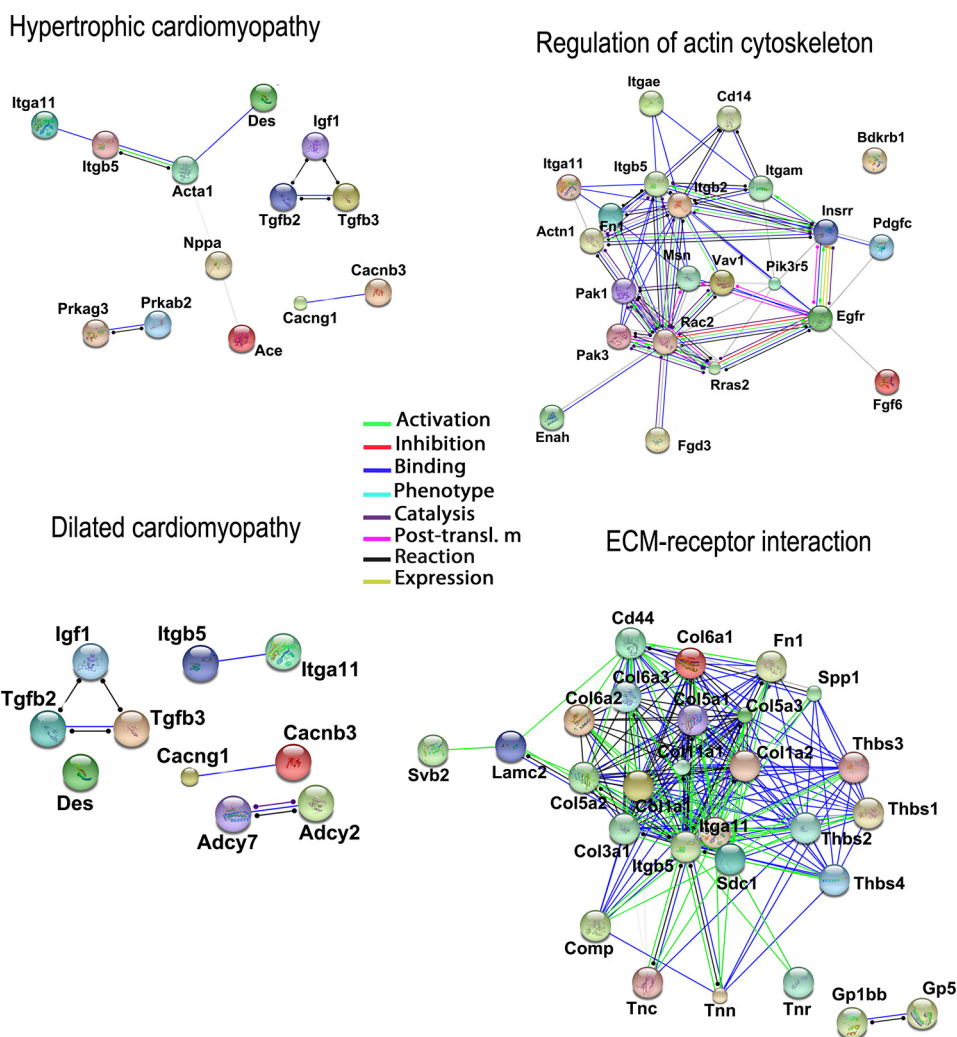 Hypertrophic cardiomyopathy
Regulation of actin cytoskeleton
Itga11
Itgb5
Des
Acta1
Igf1
Tgfb2
Tgfb3
Nppa
Cacnb3
Cacng1
Prkag3
Prkab2
Ace
Itgae
Cd14
Bdkrb1
Itga11
Itgb5
Itgb2
Itgam
Fn1
Insrr
Pdgfc
Actn1
Msn
Vav1
Pik3r5
Pak1
Rac2
Egfr
Pak3
Rras2
Fgf6
Enah
Fgd3
Activation
Inhibition
Binding
Phenotype
Catalysis
Post-transl. m
Reaction
Expression
Dilated cardiomyopathy
ECM-receptor interaction
Igf1
Itgb5
Itga11
Tgfb2
Tgfb3
Cacng1
Cacnb3
Des
Adcy7
Adcy2
Cd44
Col6a1
Fn1
Col6a3
Spp1
Col6a2
Col5a1
Col5a3
Svb2
Lamc2
Col11a1
Col1a2
Thbs3
Col5a2
Col1a1
Thbs1
Itga11
Thbs2
Col3a1
Itgb5
Sdc1
Thbs4
Comp
Tnc
Tnn
Tnr
Gp1bb
Gp5